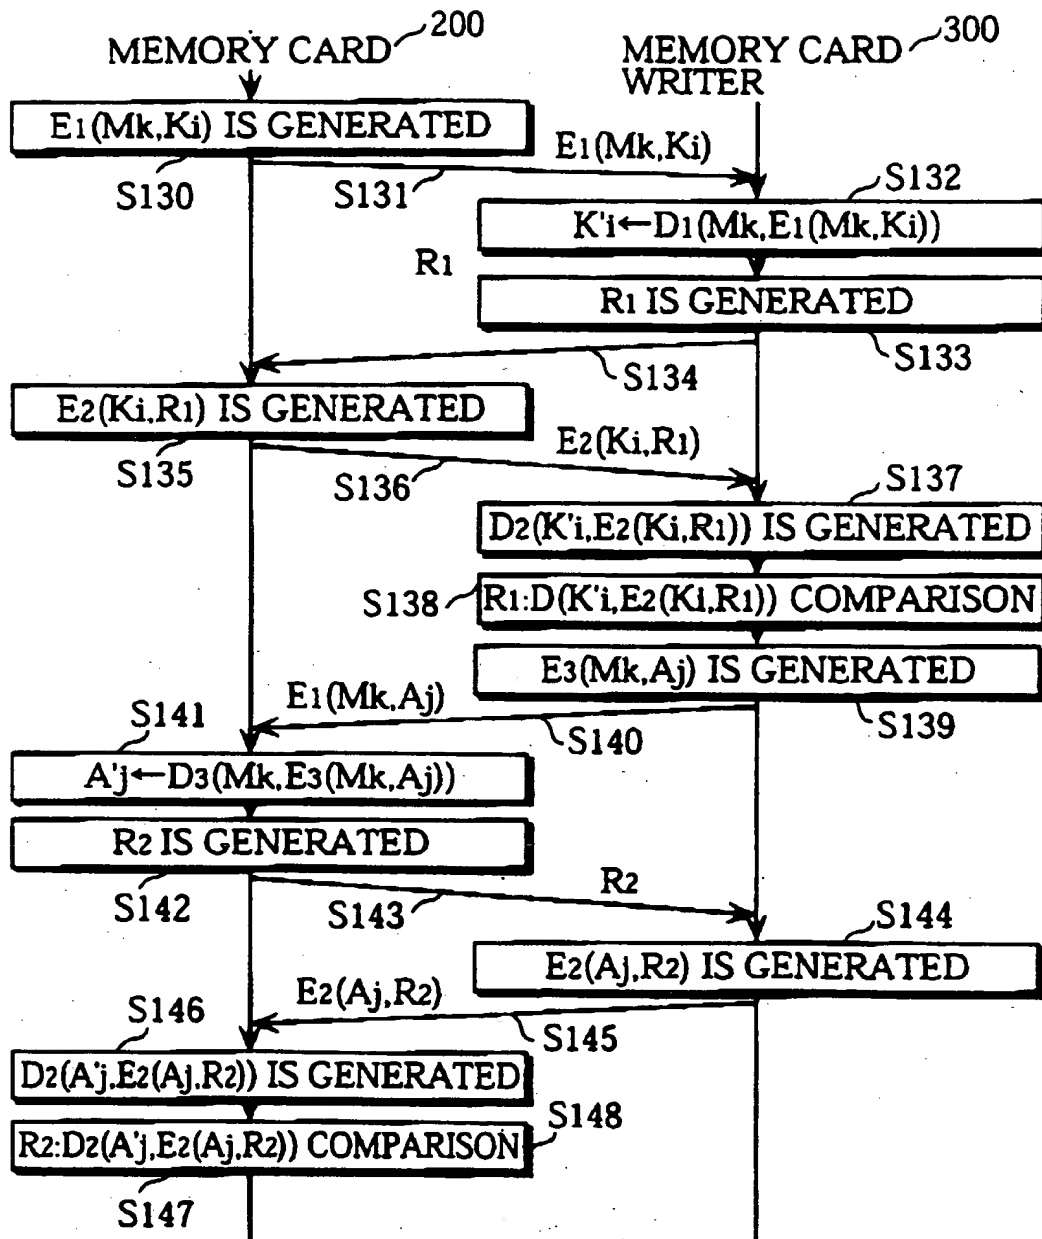 200
MEMORY CARD
300
MEMORY CARD
WRITER
E1(Mk,Ki) IS GENERATED
E1(Mk,Ki)
S130
S131
S132
K'i←D1(Mk,E1(Mk,Ki))
R1
R1 IS GENERATED
S133
S134
E2(Ki,R1) IS GENERATED
E2(Ki,R1)
S135
S136
S137
D2(K'i,E2(Ki,R1)) IS GENERATED
S138
R1:D(K'i,E2(Ki,R1)) COMPARISON
E3(Mk,Aj) IS GENERATED
E1(Mk,Aj)
S139
S140
S141
A'j←D3(Mk,E3(Mk,Aj))
R2 IS GENERATED
S142
S143
R2
S144
E2(Aj,R2) IS GENERATED
E2(Aj,R2)
S145
S146
D2(A'j,E2(Aj,R2)) IS GENERATED
S148
R2:D2(A'j,E2(Aj,R2)) COMPARISON
S147